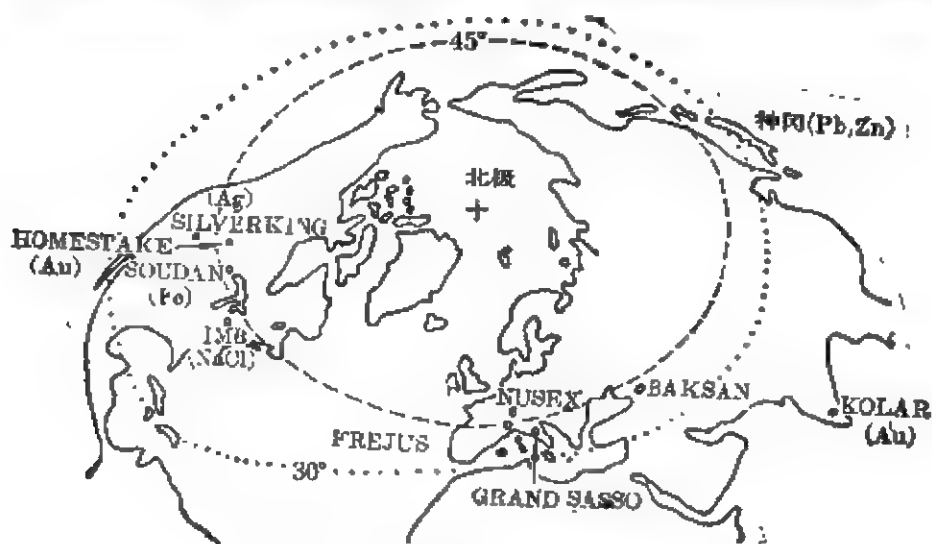 45°
神冈(Pb,Zn)
北极
(Ag)
SILVERKING
HOMESTAKE
(Au)
SOUDAN
(Fe)
IMB
(NaCl)
NUSEX
BAKSAN
KOLAR
(Au)
FREJUS
30°
GRAND SASSO